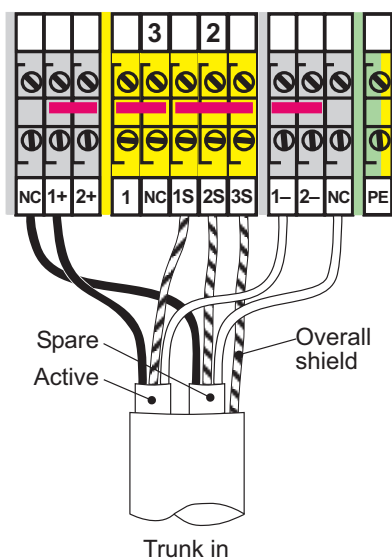 3 2
NC 1+ 2+ 1 NC 1S 2S 3S 1– 2– NC PE
Spare
Active
Overall
shield
Trunk in